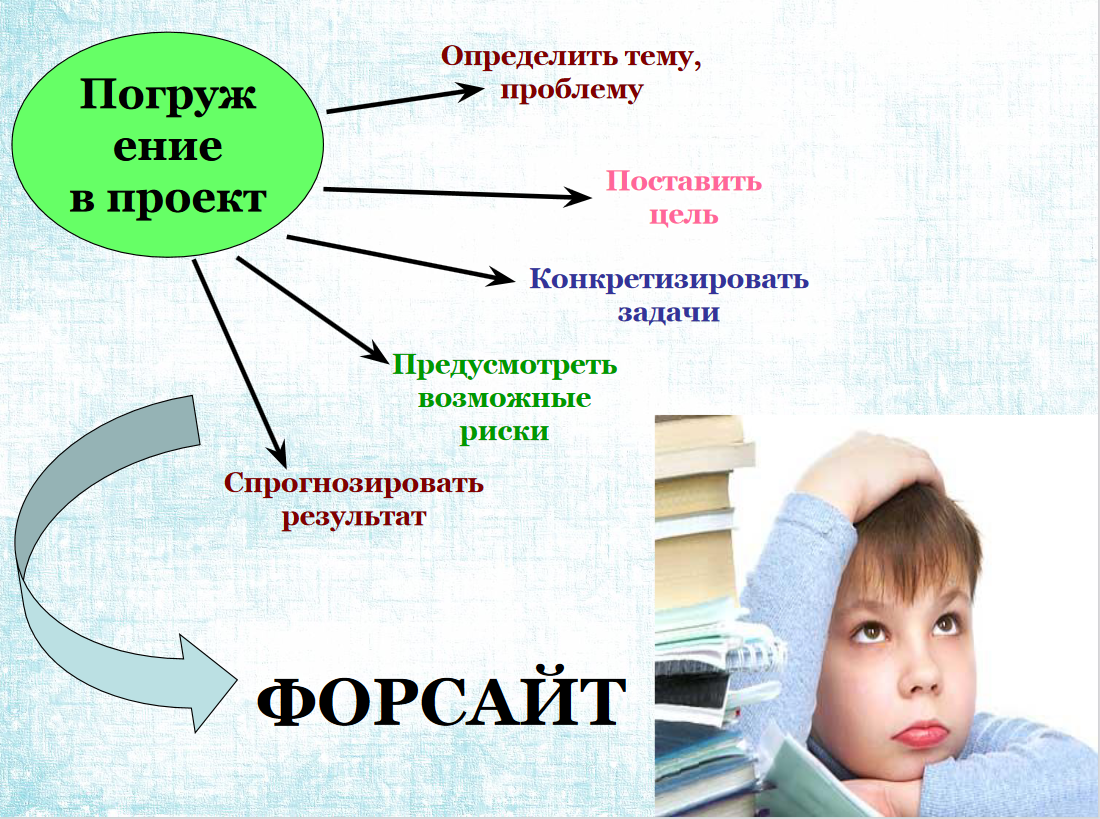 Погруж
ение
в проект
Определить тему,
проблему
Поставить
цель
Конкретизировать
задачи
Предусмотреть
возможные
риски
Спрогнозировать
результат
ФОРСАЙТ